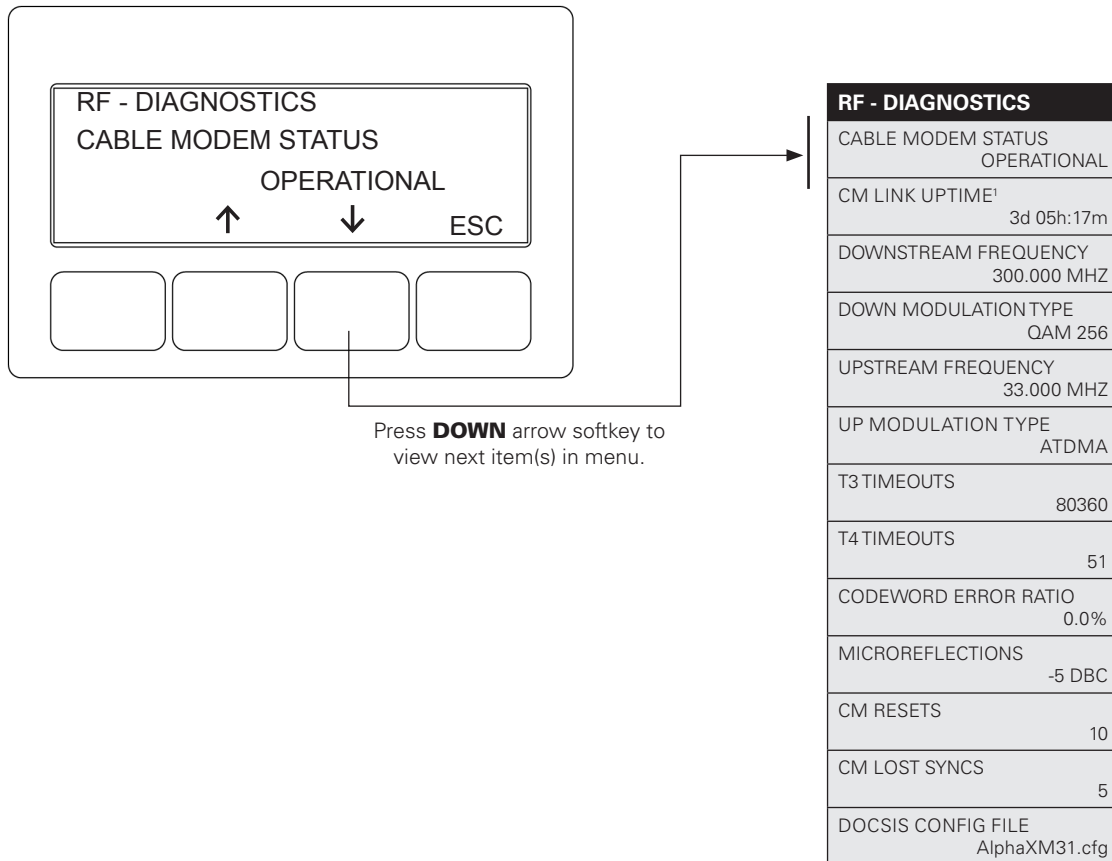 RF - DIAGNOSTICS
CABLE MODEM STATUS
OPERATIONAL
↑ ↓ ESC
Press DOWN arrow softkey to
view next item(s) in menu.
RF - DIAGNOSTICS
CABLE MODEM STATUS
OPERATIONAL
CM LINK UPTIME¹
3d 05h:17m
DOWNSTREAM FREQUENCY
300.000 MHZ
DOWN MODULATION TYPE
QAM 256
UPSTREAM FREQUENCY
33.000 MHZ
UP MODULATION TYPE
ATDMA
T3 TIMEOUTS
80360
T4 TIMEOUTS
51
CODEWORD ERROR RATIO
0.0%
MICROREFLECTIONS
-5 DBC
CM RESETS
10
CM LOST SYNCS
5
DOCSIS CONFIG FILE
AlphaXM31.cfg